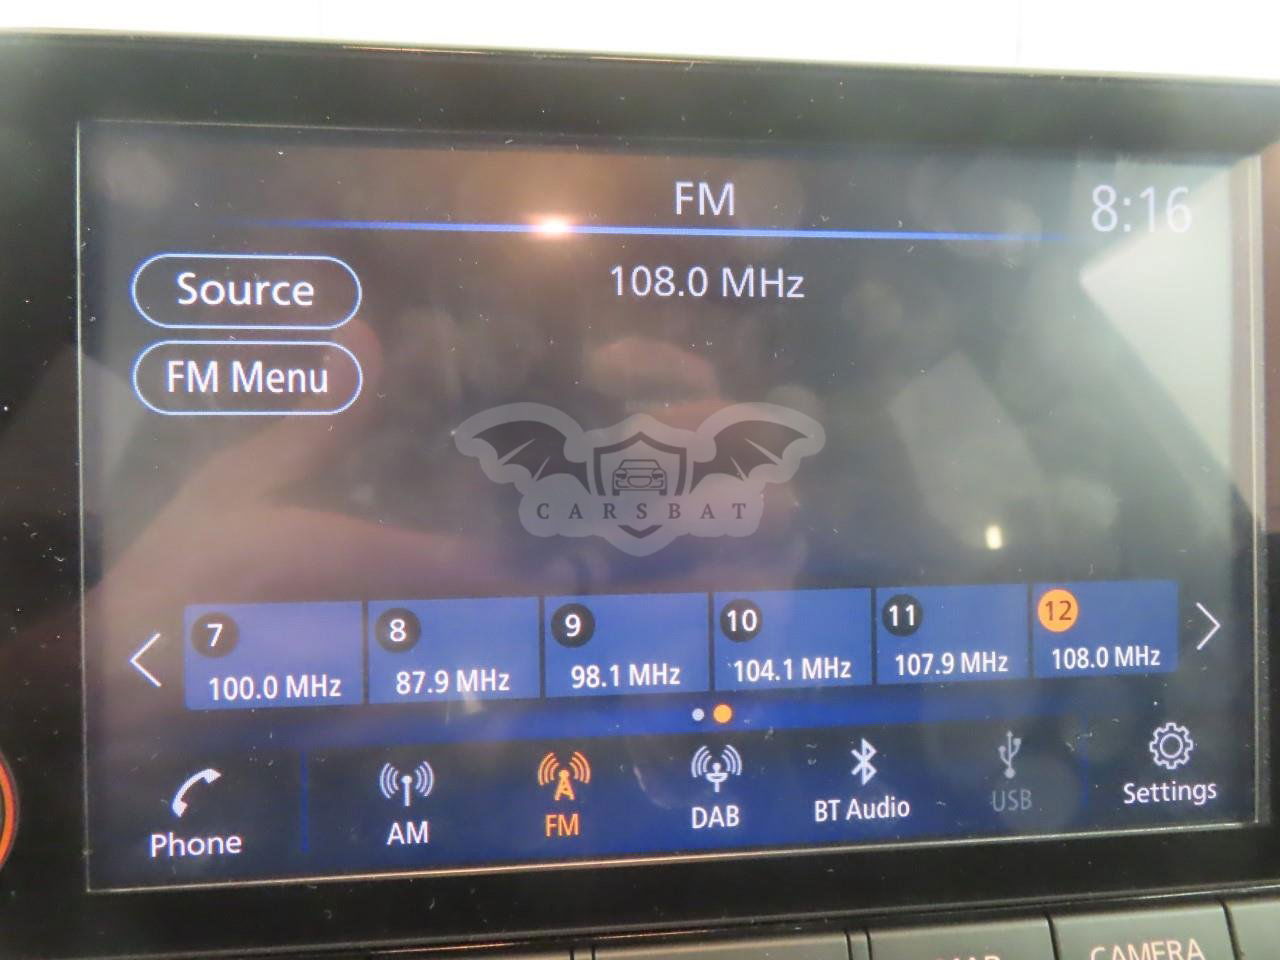 FM
8:16
Source
108.0 MHz
FM Menu
CARSBAT
7
8
9
10
11
12
100.0 MHz
87.9 MHz
98.1 MHz
104.1 MHz
107.9 MHz
108.0 MHz
Phone
AM
FM
DAB
BT Audio
USB
Settings
CAMERA